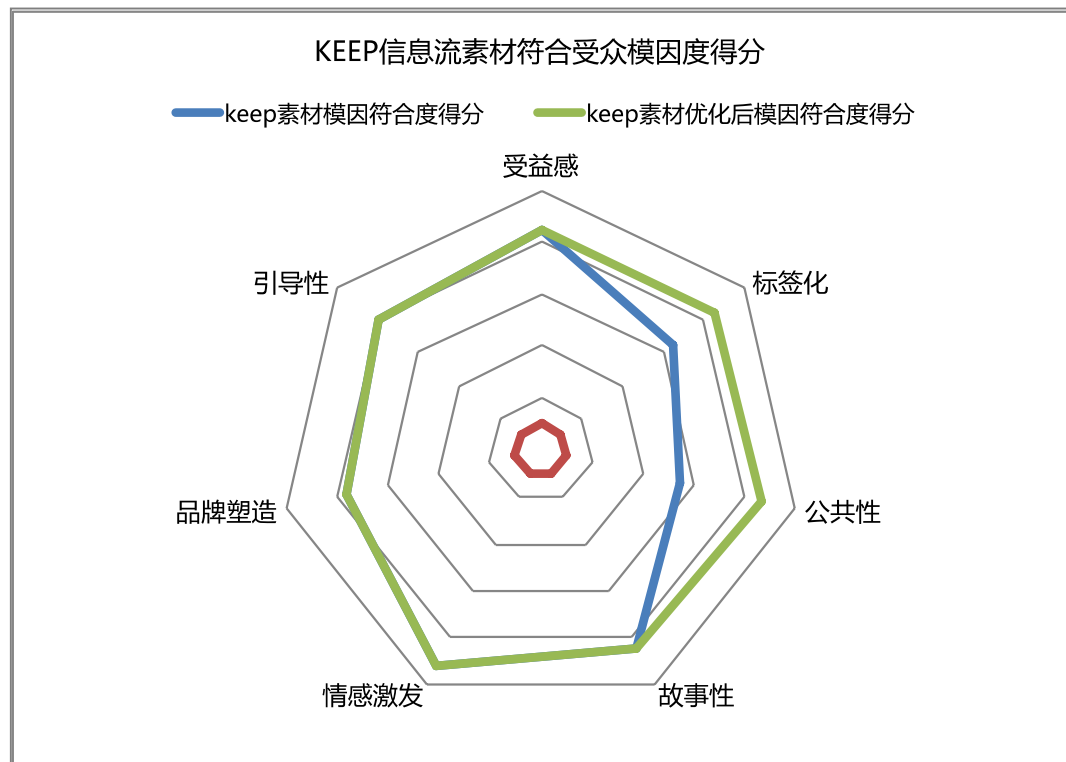 KEEP信息流素材符合受众模因度得分
keep素材模因符合度得分 keep素材优化后模因符合度得分
受益感
引导性 标签化
品牌塑造 公共性
情感激发 故事性